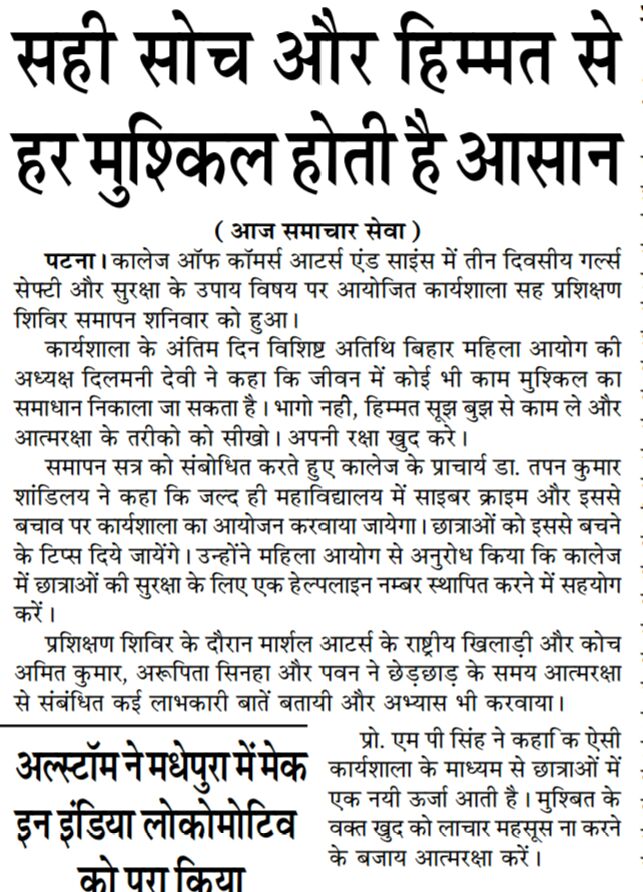 सही सोच और हिम्मत से
हर मुश्किल होती है आसान
( आज समाचार सेवा )
पटना। कालेज ऑफ कॉमर्स आटर्स एंड साइंस में तीन दिवसीय गर्ल्स
सेफ्टी और सुरक्षा के उपाय विषय पर आयोजित कार्यशाला सह प्रशिक्षण
शिविर समापन शनिवार को हुआ।
कार्यशाला के अंतिम दिन विशिष्ट अतिथि बिहार महिला आयोग की
अध्यक्ष दिलमनी देवी ने कहा कि जीवन में कोई भी काम मुश्किल का
समाधान निकाला जा सकता है। भागो नहीं, हिम्मत सूझ बुझ से काम ले और
आत्मरक्षा के तरीको को सीखो। अपनी रक्षा खुद करे।
समापन सत्र को संबोधित करते हुए कालेज के प्राचार्य डा. तपन कुमार
शांडिलय ने कहा कि जल्द ही महाविद्यालय में साइबर क्राइम और इससे
बचाव पर कार्यशाला का आयोजन करवाया जायेगा। छात्राओं को इससे बचने
के टिप्स दिये जायेंगे। उन्होंने महिला आयोग से अनुरोध किया कि कालेज
में छात्राओं की सुरक्षा के लिए एक हेल्पलाइन नम्बर स्थापित करने में सहयोग
करें।
प्रशिक्षण शिविर के दौरान मार्शल आटर्स के राष्ट्रीय खिलाड़ी और कोच
अमित कुमार, अरूपिता सिनहा और पवन ने छेड़छाड़ के समय आत्मरक्षा
से संबंधित कई लाभकारी बातें बतायी और अभ्यास भी करवाया।
प्रो. एम पी सिंह ने कहा कि ऐसी
कार्यशाला के माध्यम से छात्राओं में
एक नयी ऊर्जा आती है। मुश्बित के
वक्त खुद को लाचार महसूस ना करने
के बजाय आत्मरक्षा करें।
अल्स्टॉम ने मधेपुरा में मेक
इन इंडिया लोकोमोटिव
को पूरा किया